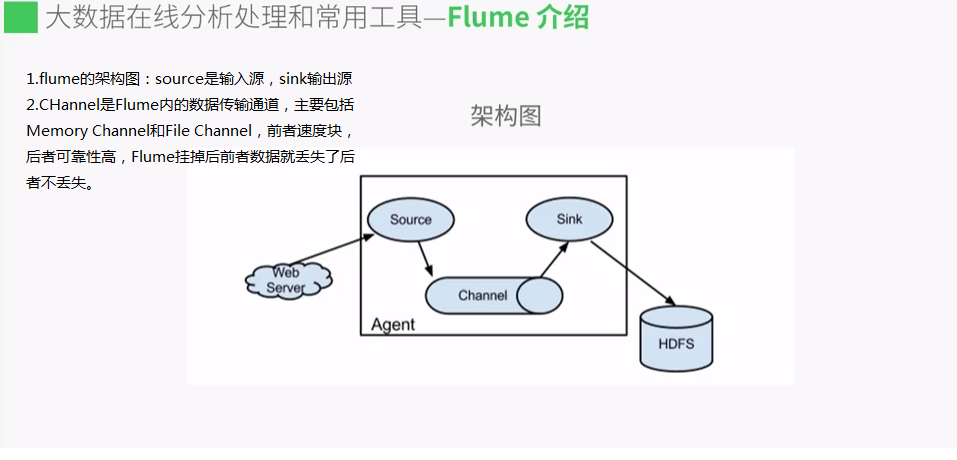 大数据在线分析处理和常用工具—Flume 介绍
1.flume的架构图：source是输入源，sink输出源
2.CHannel是Flume内的数据传输通道，主要包括
Memory Channel和File Channel，前者速度块，
后者可靠性高，Flume挂掉后前者数据就丢失了后
者不丢失。
架构图
Source
Sink
Web
Server
Channel
Agent
HDFS